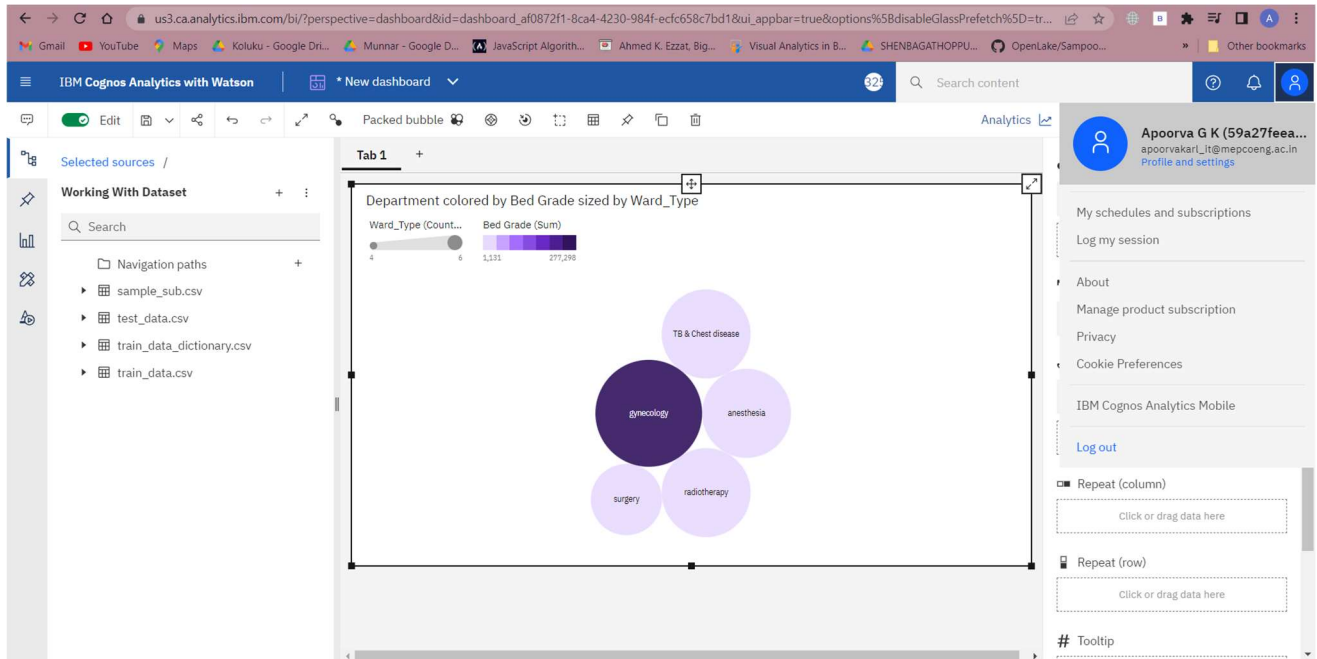 us3.ca.analytics.ibm.com/bi/?perspective=dashboard&id=dashboard_af0872f1-8ca4-4230-984f-ecfc658c7bd1&ui_appbar=true&options%5BdisableGlassPrefetch%5D=tr...
Gmail YouTube Maps Koluku - Google Dri... Munnar - Google D... JavaScript Algorith... Ahmed K. Ezzat, Big... Visual Analytics in B... SHENBAGATHOPPU... OpenLake/Sampoo... » Other bookmarks
IBM Cognos Analytics with Watson * New dashboard Search content
Edit Packed bubble Analytics
Apoorva G K (59a27feea...
apoorvakarl_it@mepcoeng.ac.in
Profile and settings
My schedules and subscriptions
Log my session
About
Manage product subscription
Privacy
Cookie Preferences
IBM Cognos Analytics Mobile
Log out
Selected sources /
Working With Dataset
Search
Navigation paths
sample_sub.csv
test_data.csv
train_data_dictionary.csv
train_data.csv
Tab 1 +
Department colored by Bed Grade sized by Ward_Type
Ward_Type (Count... Bed Grade (Sum)
4 6 1,131 277,298
TB & Chest disease
gynecology anesthesia
surgery radiotherapy
Repeat (column)
Click or drag data here
Repeat (row)
Click or drag data here
# Tooltip